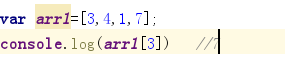 var arr1=[3,4,1,7];
console.log(arr1[3])   //7